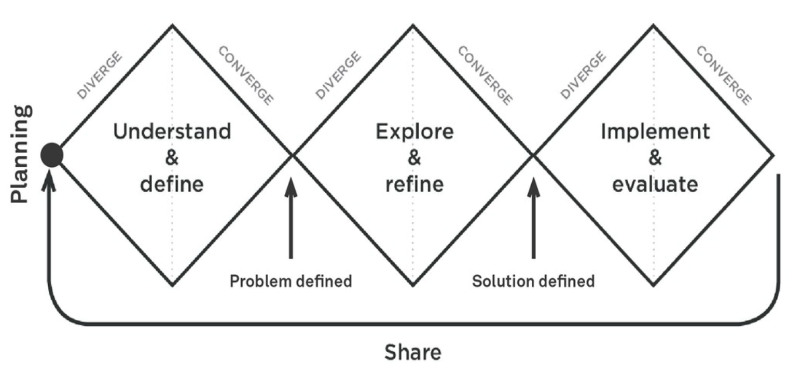 Planning
DIVERGE
CONVERGE
Understand
&
define
DIVERGE
CONVERGE
Explore
&
refine
DIVERGE
CONVERGE
Implement
&
evaluate
Problem defined
Solution defined
Share